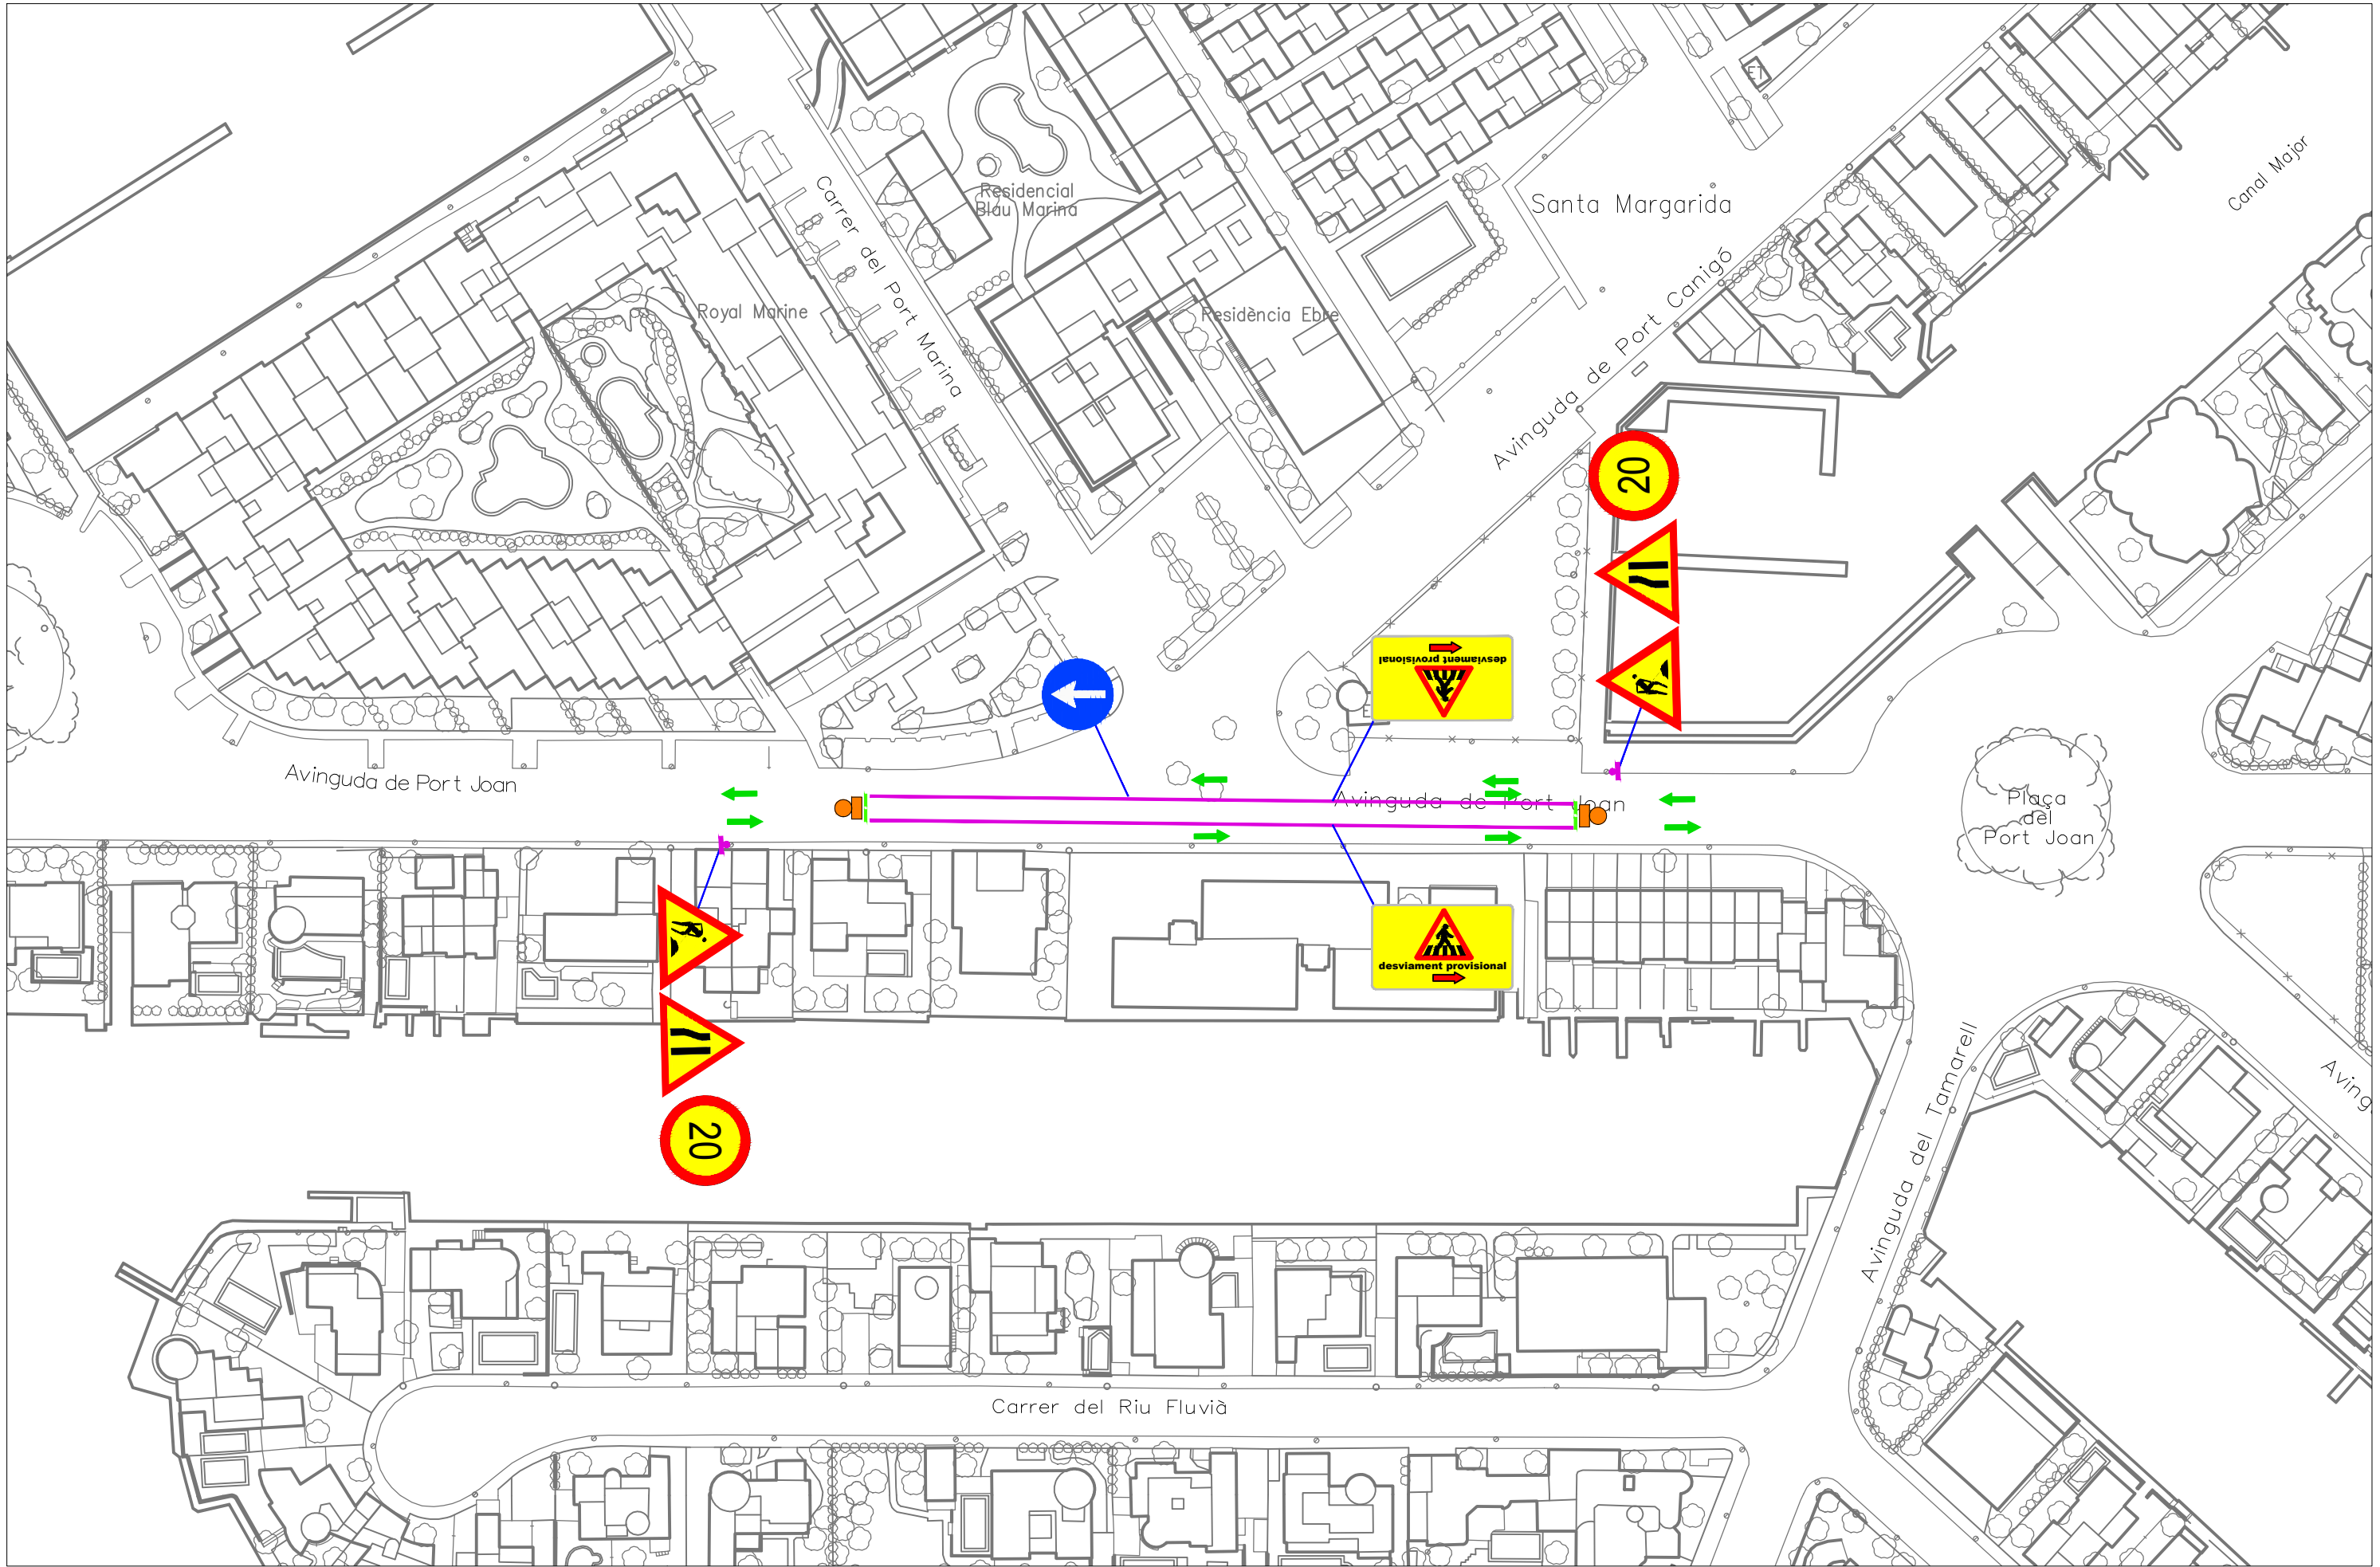 ET
Canal Major
Residencial
Blau Marina
Santa Margarida
Carrer del Port Marina
Royal Marine
Residència Ebre
Avinguda de Port Canigó
20
desviament provisional
E
Avinguda de Port Joan
Avinguda de Port Joan
Plaça
del
Port Joan
desviament provisional
20
Avinguda del Tamarell
Aving
Carrer del Riu Fluvià